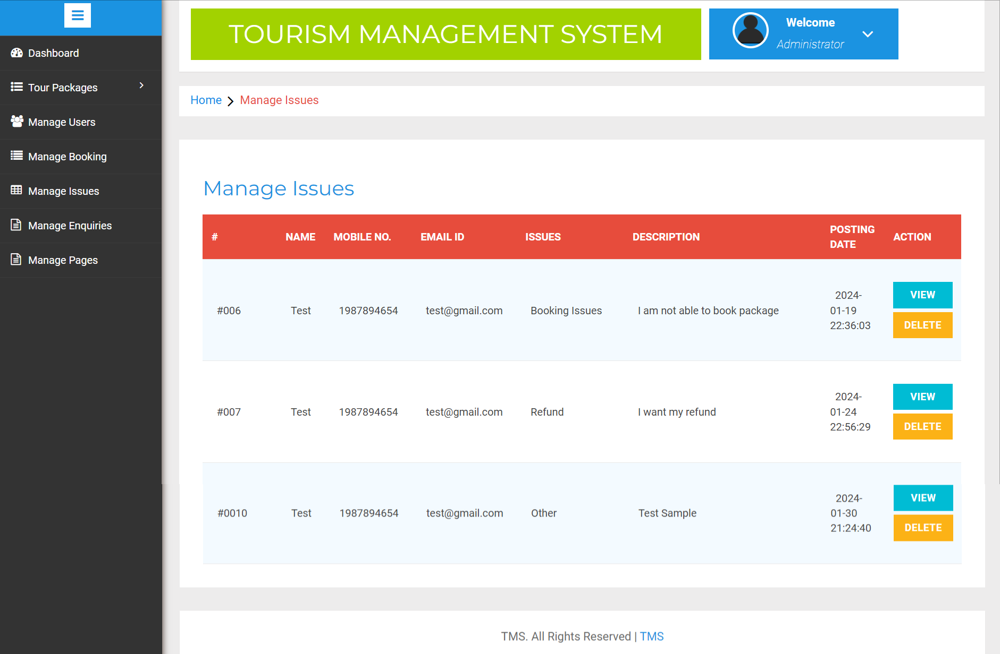 TOURISM MANAGEMENT SYSTEM
Welcome
Administrator
Dashboard
Tour Packages
Manage Users
Manage Booking
Manage Issues
Manage Enquiries
Manage Pages
Home > Manage Issues
Manage Issues
# NAME MOBILE NO. EMAIL ID ISSUES DESCRIPTION POSTING DATE ACTION
#006 Test 1987894654 test@gmail.com Booking Issues I am not able to book package 2024-01-19 22:36:03 VIEW DELETE
#007 Test 1987894654 test@gmail.com Refund I want my refund 2024-01-24 22:56:29 VIEW DELETE
#0010 Test 1987894654 test@gmail.com Other Test Sample 2024-01-30 21:24:40 VIEW DELETE
TMS. All Rights Reserved | TMS